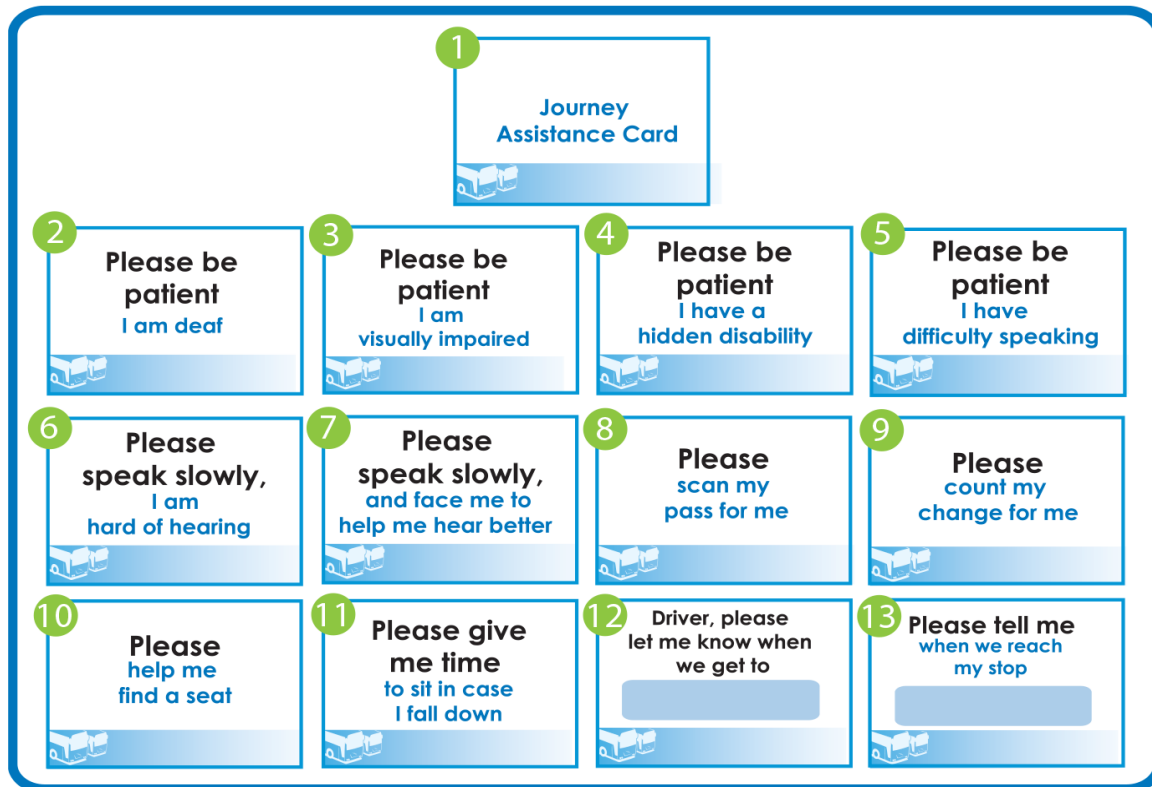 1
Journey
Assistance Card
2
Please be
patient
I am deaf
3
Please be
patient
I am
visually impaired
4
Please be
patient
I have a
hidden disability
5
Please be
patient
I have
difficulty speaking
6
Please
speak slowly,
I am
hard of hearing
7
Please
speak slowly,
and face me to
help me hear better
8
Please
scan my
pass for me
9
Please
count my
change for me
10
Please
help me
find a seat
11
Please give
me time
to sit in case
I fall down
12
Driver, please
let me know when
we get to
13
Please tell me
when we reach
my stop